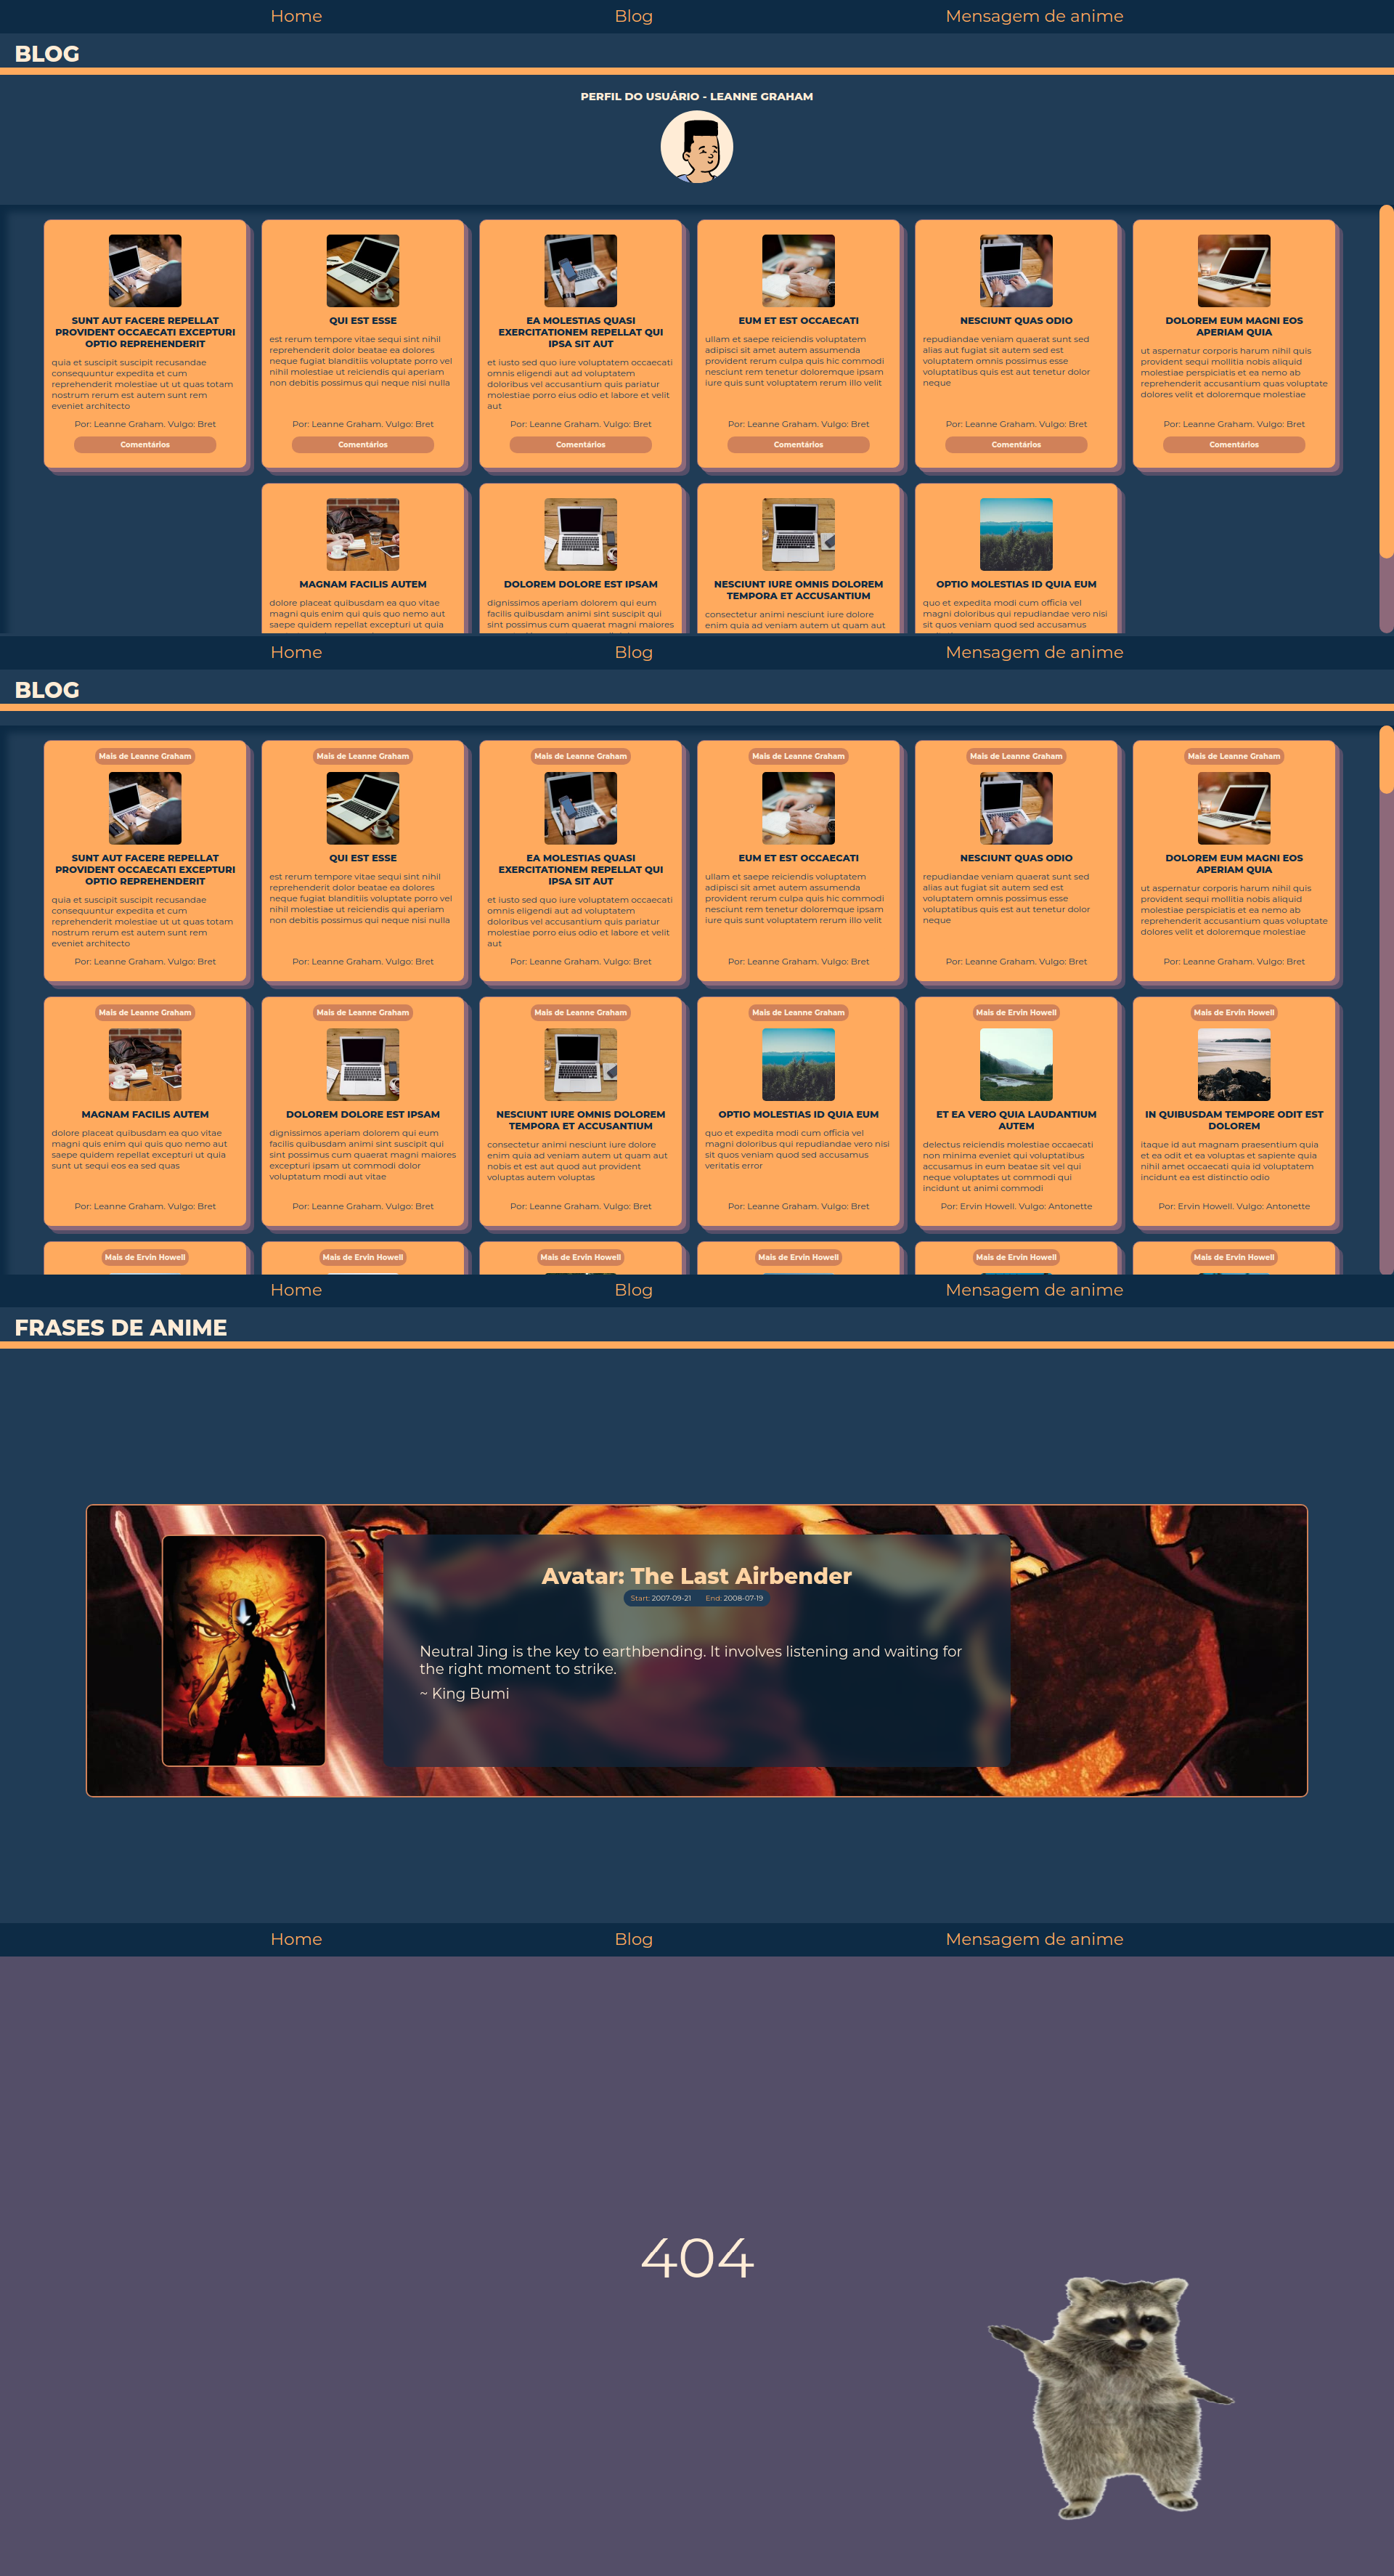 Home Blog Mensagem de anime
BLOG
PERFIL DO USUÁRIO - LEANNE GRAHAM
SUNT AUT FACERE REPELLAT
PROVIDENT OCCAECATI EXCEPTURI
OPTIO REPREHENDERIT
quia et suscipit suscipit recusandae
consequuntur expedita et cum
reprehenderit molestiae ut ut quas totam
nostrum rerum est autem sunt rem
eveniet architecto
Por: Leanne Graham. Vulgo: Bret
Comentários
QUI EST ESSE
est rerum tempore vitae sequi sint nihil
reprehenderit dolor beatae ea dolores
neque fugiat blanditiis voluptate porro vel
nihil molestiae ut reiciendis qui aperiam
non debitis possimus qui neque nisi nulla
Por: Leanne Graham. Vulgo: Bret
Comentários
EA MOLESTIAS QUASI
EXERCITATIONEM REPELLAT QUI
IPSA SIT AUT
et iusto sed quo iure voluptatem occaecati
omnis eligendi aut ad voluptatem
doloribus vel accusantium quis pariatur
molestiae porro eius odio et labore et velit
aut
Por: Leanne Graham. Vulgo: Bret
Comentários
EUM ET EST OCCAECATI
ullam et saepe reiciendis voluptatem
adipisci sit amet autem assumenda
provident rerum culpa quis hic commodi
nesciunt rem tenetur doloremque ipsam
iure quis sunt voluptatem rerum illo velit
Por: Leanne Graham. Vulgo: Bret
Comentários
NESCIUNT QUAS ODIO
repudiandae veniam quaerat sunt sed
alias aut fugiat sit autem sed est
voluptatem omnis possimus esse
voluptatibus quis est aut tenetur dolor
neque
Por: Leanne Graham. Vulgo: Bret
Comentários
DOLOREM EUM MAGNI EOS
APERIAM QUIA
ut aspernatur corporis harum nihil quis
provident sequi mollitia nobis aliquid
molestiae perspiciatis et ea nemo ab
reprehenderit accusantium quas voluptate
dolores velit et doloremque molestiae
Por: Leanne Graham. Vulgo: Bret
Comentários
MAGNAM FACILIS AUTEM
dolore placeat quibusdam ea quo vitae
magni quis enim qui quis quo nemo aut
saepe quidem repellat excepturi ut quia
DOLOREM DOLORE EST IPSAM
dignissimos aperiam dolorem qui eum
facilis quibusdam animi sint suscipit qui
sint possimus cum quaerat magni maiores
NESCIUNT IURE OMNIS DOLOREM
TEMPORA ET ACCUSANTIUM
consectetur animi nesciunt iure dolore
enim quia ad veniam autem ut quam aut
OPTIO MOLESTIAS ID QUIA EUM
quo et expedita modi cum officia vel
magni doloribus qui repudiandae vero nisi
sit quos veniam quod sed accusamus
Home Blog Mensagem de anime
BLOG
Mais de Leanne Graham
SUNT AUT FACERE REPELLAT
PROVIDENT OCCAECATI EXCEPTURI
OPTIO REPREHENDERIT
quia et suscipit suscipit recusandae
consequuntur expedita et cum
reprehenderit molestiae ut ut quas totam
nostrum rerum est autem sunt rem
eveniet architecto
Por: Leanne Graham. Vulgo: Bret
Mais de Leanne Graham
QUI EST ESSE
est rerum tempore vitae sequi sint nihil
reprehenderit dolor beatae ea dolores
neque fugiat blanditiis voluptate porro vel
nihil molestiae ut reiciendis qui aperiam
non debitis possimus qui neque nisi nulla
Por: Leanne Graham. Vulgo: Bret
Mais de Leanne Graham
EA MOLESTIAS QUASI
EXERCITATIONEM REPELLAT QUI
IPSA SIT AUT
et iusto sed quo iure voluptatem occaecati
omnis eligendi aut ad voluptatem
doloribus vel accusantium quis pariatur
molestiae porro eius odio et labore et velit
aut
Por: Leanne Graham. Vulgo: Bret
Mais de Leanne Graham
EUM ET EST OCCAECATI
ullam et saepe reiciendis voluptatem
adipisci sit amet autem assumenda
provident rerum culpa quis hic commodi
nesciunt rem tenetur doloremque ipsam
iure quis sunt voluptatem rerum illo velit
Por: Leanne Graham. Vulgo: Bret
Mais de Leanne Graham
NESCIUNT QUAS ODIO
repudiandae veniam quaerat sunt sed
alias aut fugiat sit autem sed est
voluptatem omnis possimus esse
voluptatibus quis est aut tenetur dolor
neque
Por: Leanne Graham. Vulgo: Bret
Mais de Leanne Graham
DOLOREM EUM MAGNI EOS
APERIAM QUIA
ut aspernatur corporis harum nihil quis
provident sequi mollitia nobis aliquid
molestiae perspiciatis et ea nemo ab
reprehenderit accusantium quas voluptate
dolores velit et doloremque molestiae
Por: Leanne Graham. Vulgo: Bret
Mais de Leanne Graham
MAGNAM FACILIS AUTEM
dolore placeat quibusdam ea quo vitae
magni quis enim qui quis quo nemo aut
saepe quidem repellat excepturi ut quia
sunt ut sequi eos ea sed quas
Por: Leanne Graham. Vulgo: Bret
Mais de Leanne Graham
DOLOREM DOLORE EST IPSAM
dignissimos aperiam dolorem qui eum
facilis quibusdam animi sint suscipit qui
sint possimus cum quaerat magni maiores
excepturi ipsam ut commodi dolor
voluptatum modi aut vitae
Por: Leanne Graham. Vulgo: Bret
Mais de Leanne Graham
NESCIUNT IURE OMNIS DOLOREM
TEMPORA ET ACCUSANTIUM
consectetur animi nesciunt iure dolore
enim quia ad veniam autem ut quam aut
nobis et est aut quod aut provident
voluptas autem voluptas
Por: Leanne Graham. Vulgo: Bret
Mais de Leanne Graham
OPTIO MOLESTIAS ID QUIA EUM
quo et expedita modi cum officia vel
magni doloribus qui repudiandae vero nisi
sit quos veniam quod sed accusamus
veritatis error
Por: Leanne Graham. Vulgo: Bret
Mais de Ervin Howell
ET EA VERO QUIA LAUDANTIUM
AUTEM
delectus reiciendis molestiae occaecati
non minima eveniet qui voluptatibus
accusamus in eum beatae sit vel qui
neque voluptates ut commodi qui
incidunt ut animi commodi
Por: Ervin Howell. Vulgo: Antonette
Mais de Ervin Howell
IN QUIBUSDAM TEMPORE ODIT EST
DOLOREM
itaque id aut magnam praesentium quia
et ea odit et ea voluptas et sapiente quia
nihil amet occaecati quia id voluptatem
incidunt ea est distinctio odio
Por: Ervin Howell. Vulgo: Antonette
Mais de Ervin Howell
Mais de Ervin Howell
Mais de Ervin Howell
Mais de Ervin Howell
Mais de Ervin Howell
Mais de Ervin Howell
Home Blog Mensagem de anime
FRASES DE ANIME
Avatar: The Last Airbender
Start: 2007-09-21 End: 2008-07-19
Neutral Jing is the key to earthbending. It involves listening and waiting for
the right moment to strike.
~ King Bumi
Home Blog Mensagem de anime
404